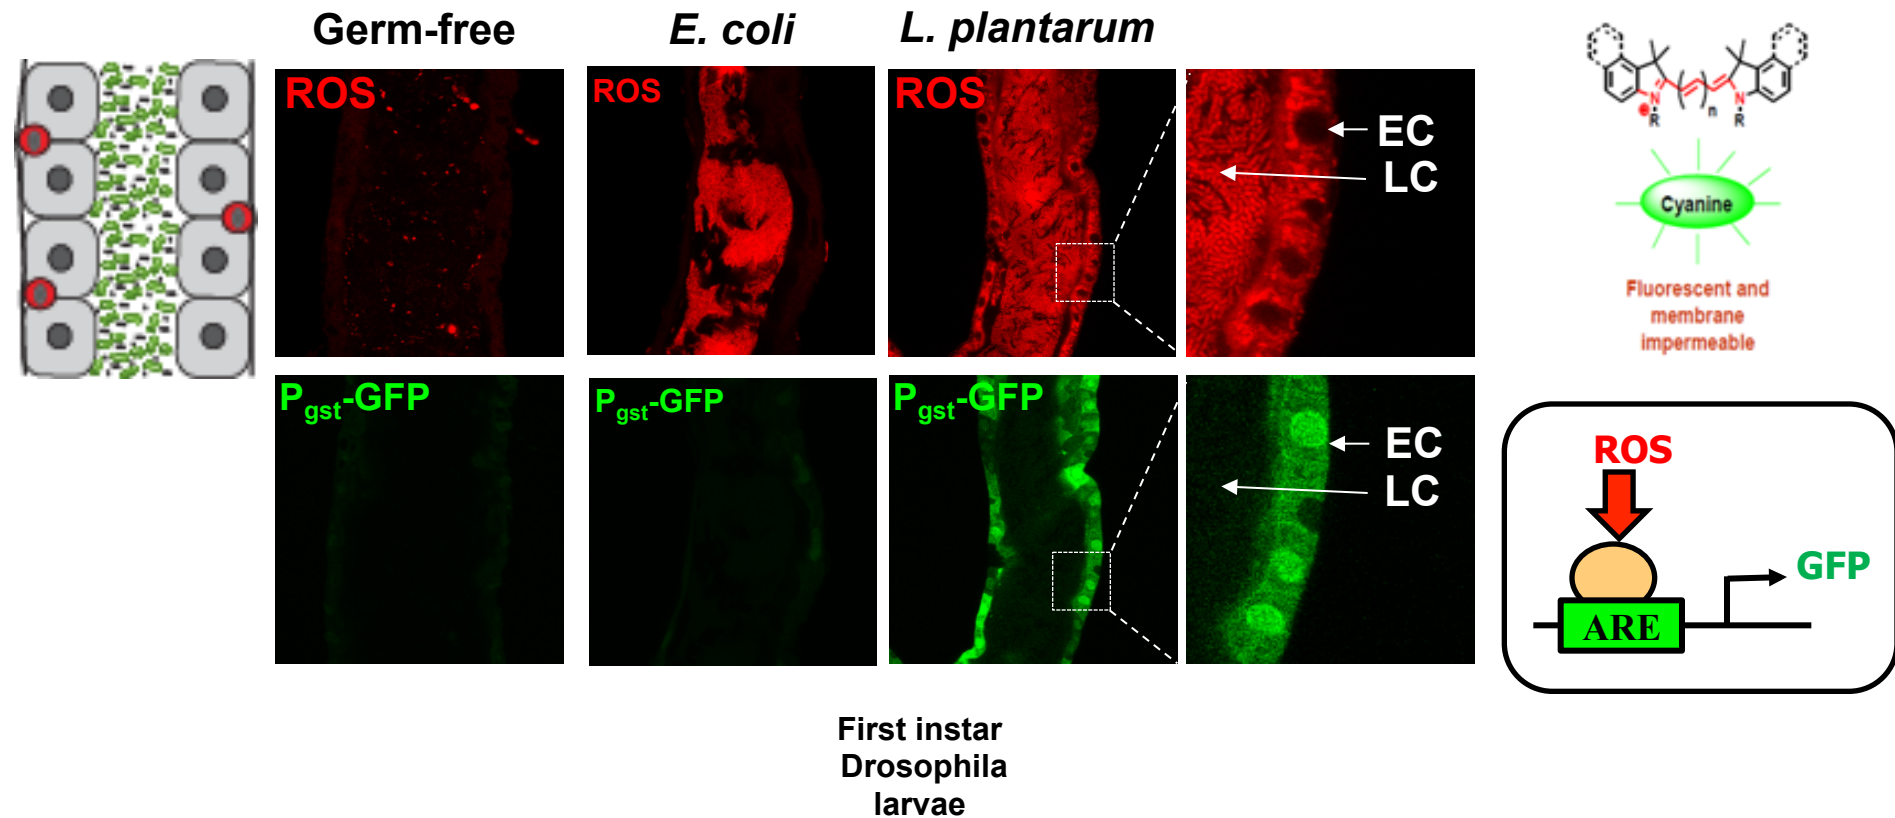 Germ-free
E. coli
L. plantarum
ROS
ROS
ROS
EC
LC
N
R
n
N
R
Cyanine
Fluorescent and
membrane
impermeable
Pgst-GFP
Pgst-GFP
Pgst-GFP
EC
LC
ROS
GFP
ARE
First instar
Drosophila
larvae